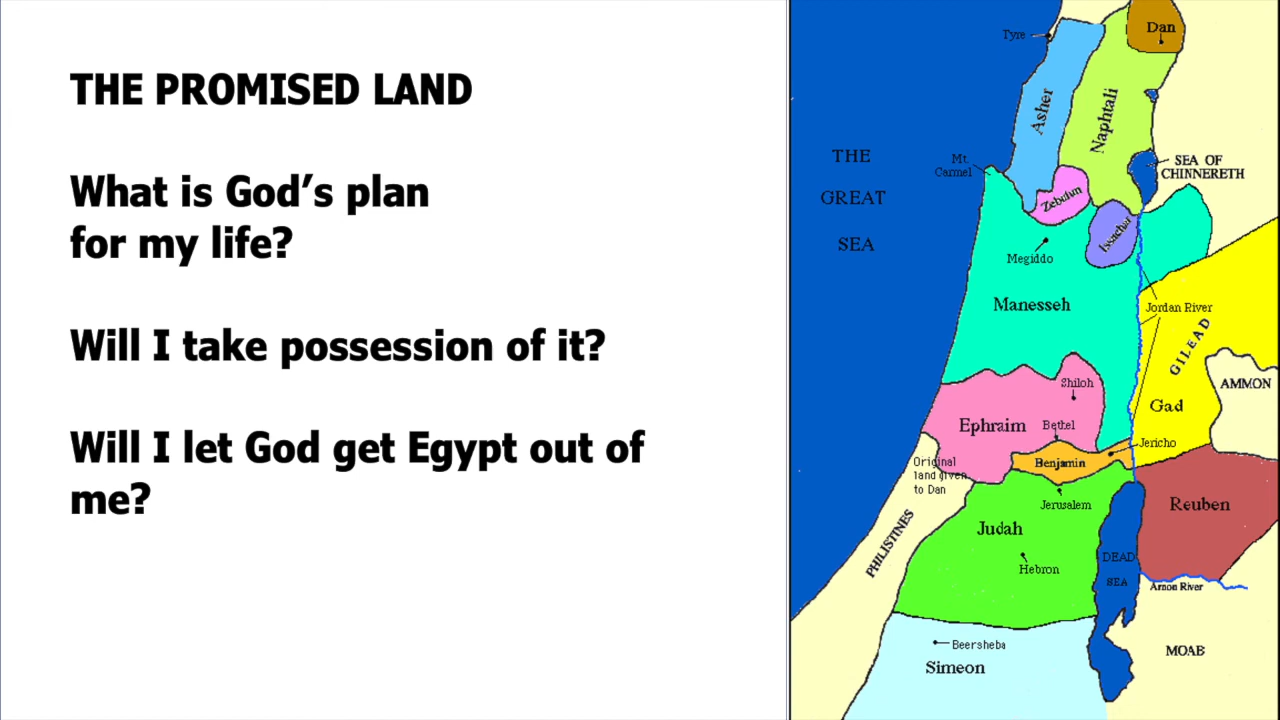 THE PROMISED LAND
What is God's plan
for my life?
Will I take possession of it?
Will I let God get Egypt out of
me?
Dan
Tyre
Asher
Naphtali
THE
GREAT
SEA
Mt.
Carmel
SEA OF
CHINNERETH
Zebulun
Issachar
Megiddo
Manesseh
Jordan River
GILEAD
AMMON
Shiloh
Gad
Ephraim
Bethel
Jericho
Benjamin
Original
land given
to Dan
Jerusalem
Reuben
Judah
PHILISTINES
Hebron
DEAD
SEA
Arnon River
Beersheba
Simeon
MOAB